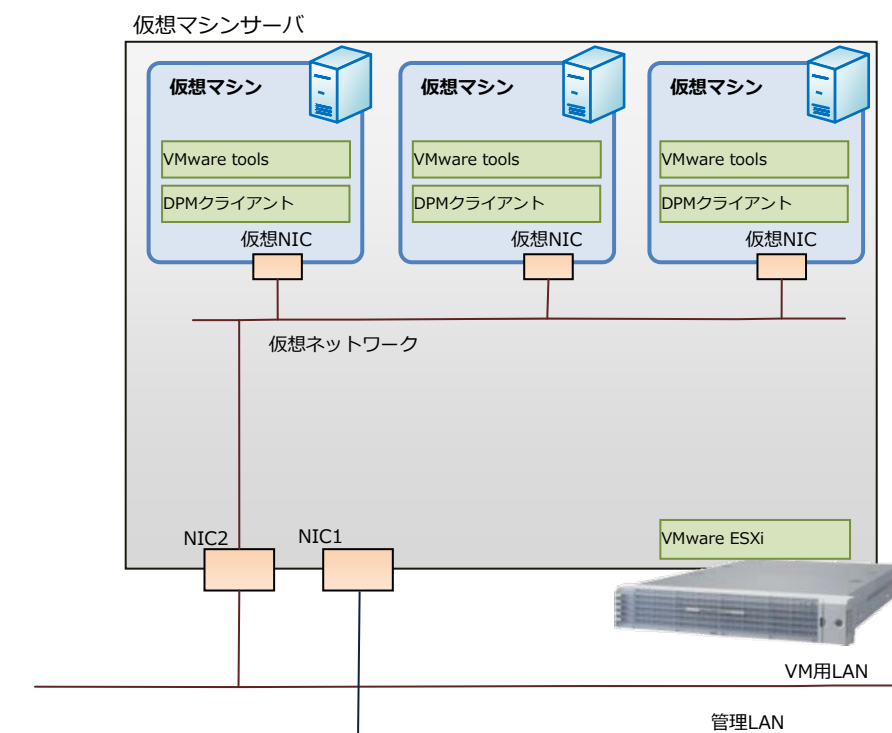 仮想マシンサーバ
仮想マシン
仮想マシン
仮想マシン
VMware tools
VMware tools
VMware tools
DPMクライアント
DPMクライアント
DPMクライアント
仮想NIC
仮想NIC
仮想NIC
仮想ネットワーク
NIC2
NIC1
VMware ESXi
VM用LAN
管理LAN